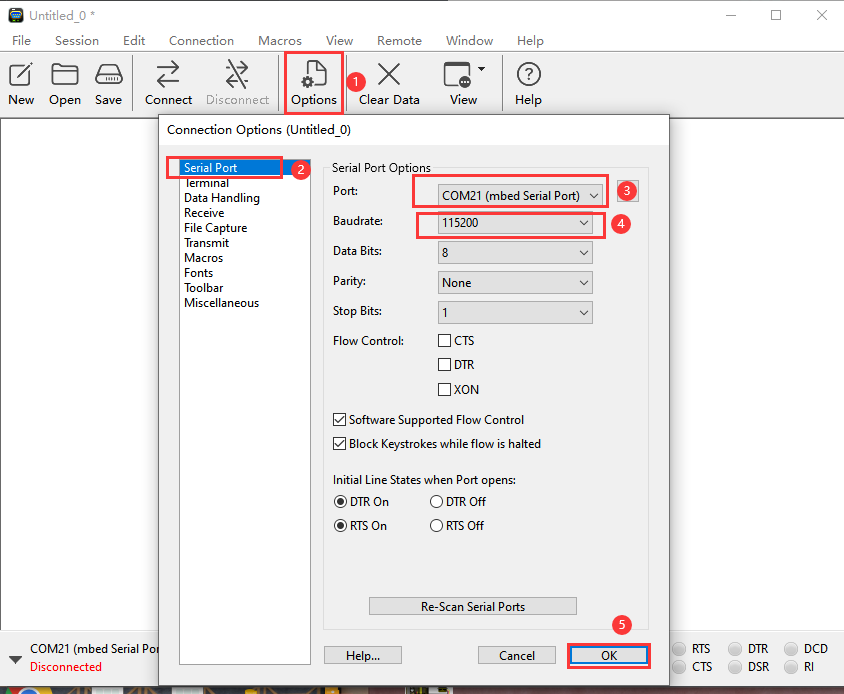 Untitled_0 *
File Session Edit Connection Macros View Remote Window Help
New Open Save Connect Disconnect Options 1 Clear Data View Help
Connection Options (Untitled_0)
Serial Port 2
Terminal
Data Handling
Receive
File Capture
Transmit
Macros
Fonts
Toolbar
Miscellaneous
Serial Port Options
Port: COM21 (mbed Serial Port) 3
Baudrate: 115200 4
Data Bits: 8
Parity: None
Stop Bits: 1
Flow Control: CTS
DTR
XON
Software Supported Flow Control
Block Keystrokes while flow is halted
Initial Line States when Port opens:
DTR On DTR Off
RTS On RTS Off
Re-Scan Serial Ports
5
Help... Cancel OK
COM21 (mbed Serial Por
Disconnected
RTS DTR DCD
CTS DSR RI